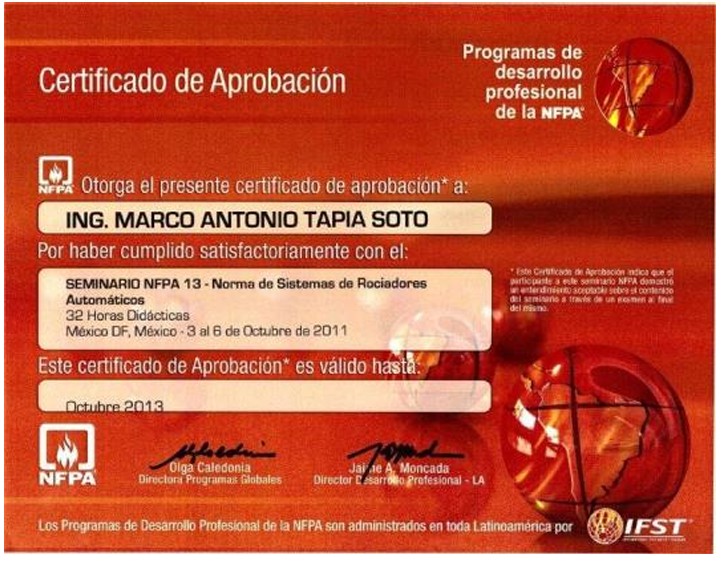 Certificado de Aprobación
Programas de
desarrollo
profesional
de la NFPA®
NFPA
Otorga el presente certificado de aprobación* a:
ING. MARCO ANTONIO TAPIA SOTO
Por haber cumplido satisfactoriamente con el:
SEMINARIO NFPA 13 - Norma de Sistemas de Rociadores
Automáticos
32 Horas Didácticas
México DF, México - 3 al 6 de Octubre de 2011
* Este Certificado de Aprobación indica que el
participante a este seminario NFPA demostró
un entendimiento aceptable sobre el contenido
del seminario a través de un examen al final
del mismo.
Este certificado de Aprobación* es válido hasta:
Octubre 2013
NFPA
Olga Caledonia
Directora Programas Globales
Jaime A. Moncada
Director Desarrollo Profesional - LA
Los Programas de Desarrollo Profesional de la NFPA son administrados en toda Latinoamérica por
IFST